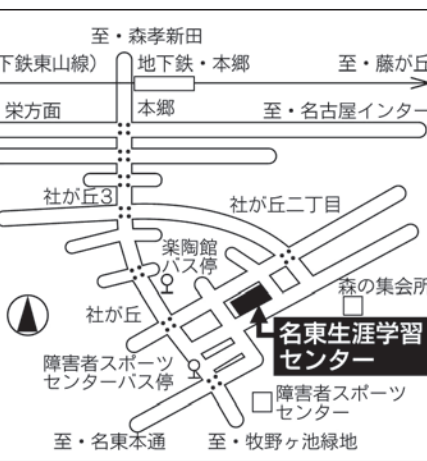 至・森孝新田
下鉄東山線)
地下鉄・本郷
至・藤が丘
栄方面
本郷
至・名古屋インター
社が丘3
社が丘二丁目
楽陶館
バス停
森の集会所
社が丘
名東生涯学習
センター
障害者スポーツ
センターバス停
障害者スポーツ
センター
至・名東本通
至・牧野ヶ池緑地